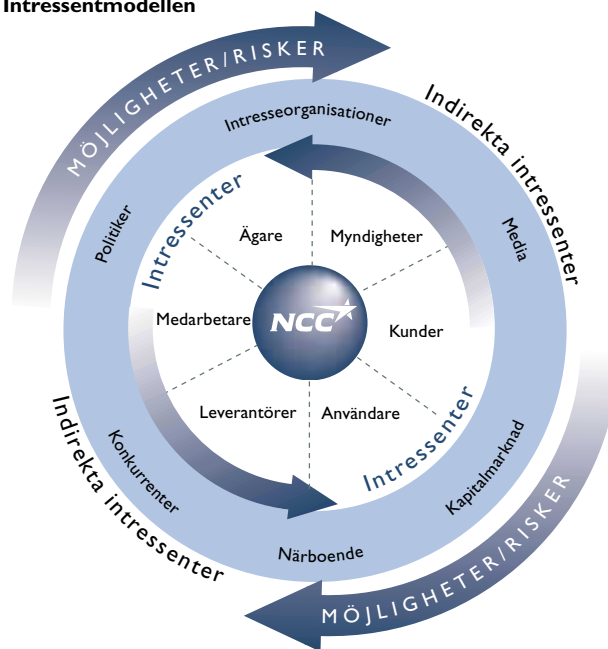 Intressentmodellen
MÖJLIGHETER/RISKER
Indirekta intressenter
Intresseorganisationer
Politiker
Media
Intressenter
Ägare
Myndigheter
Medarbetare
NCC
Kunder
Leverantörer
Användare
Intressenter
Indirekta intressenter
Konkurrenter
Kapitalmarknad
Närboende
MÖJLIGHETER/RISKER